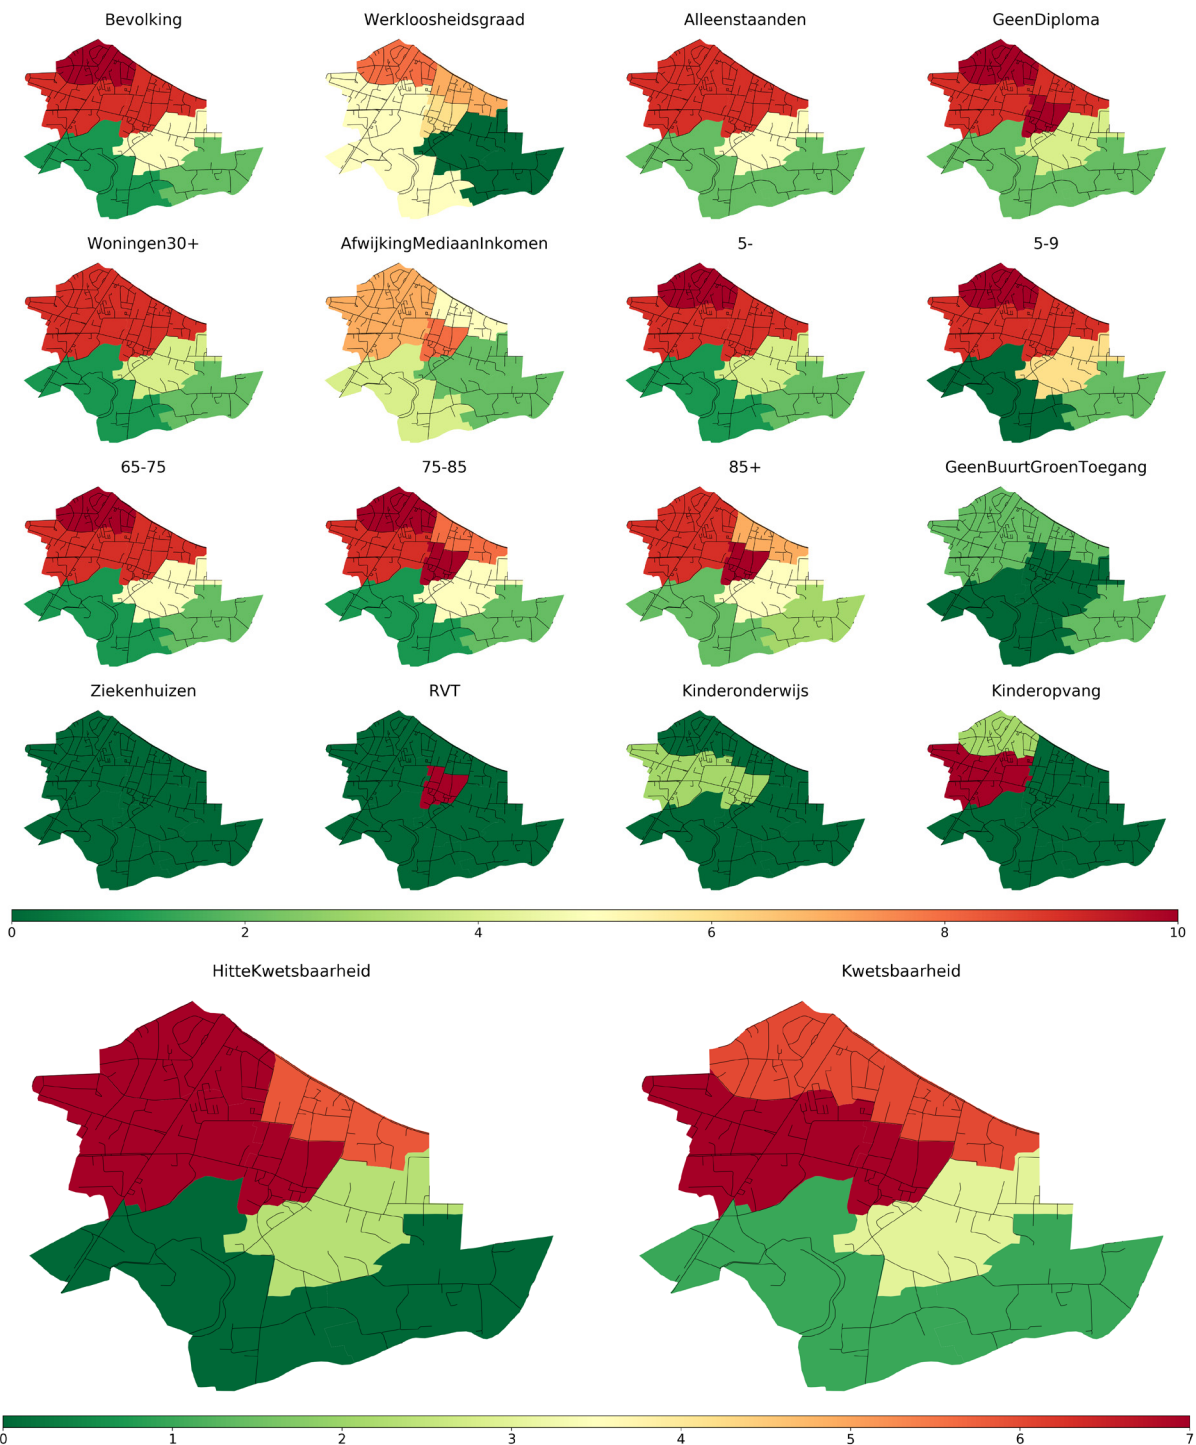 Bevolking Werkloosheidsgraad Alleenstaanden GeenDiploma
Woningen30+ AfwijkingMediaanInkomen 5- 5-9
65-75 75-85 85+ GeenBuurtGroenToegang
Ziekenhuizen RVT Kinderonderwijs Kinderopvang
0 2 4 6 8 10
HitteKwetsbaarheid Kwetsbaarheid
0 1 2 3 4 5 6 7